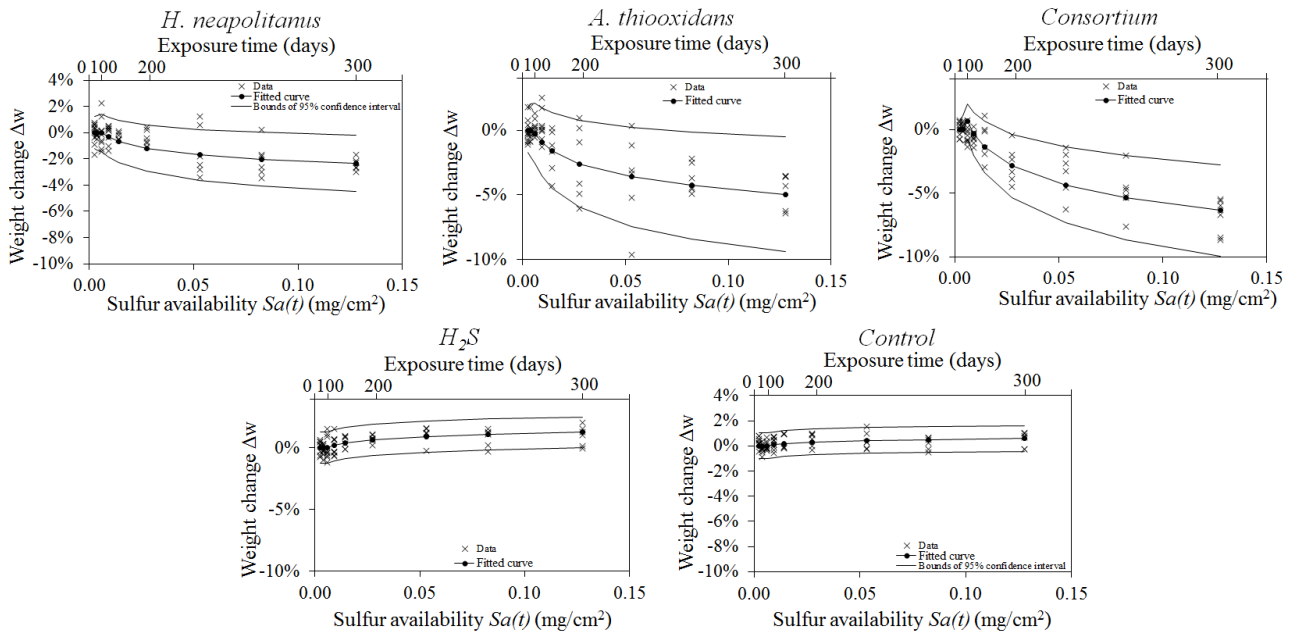 H. neapolitanus
Exposure time (days)
0 100 200 300
4%
2%
0%
-2%
-4%
-6%
-8%
-10%
Weight change Δw
Data
Fitted curve
Bounds of 95% confidence interval
0.00 0.05 0.10 0.15
Sulfur availability Sa(t) (mg/cm²)
A. thiooxidans
Exposure time (days)
0 100 200 300
0%
-5%
-10%
Weight change Δw
Data
Fitted curve
0.00 0.05 0.10 0.15
Sulfur availability Sa(t) (mg/cm²)
Consortium
Exposure time (days)
0 100 200 300
0%
-5%
-10%
Weight change Δw
Data
Fitted curve
0.00 0.05 0.10 0.15
Sulfur availability Sa(t) (mg/cm²)
H₂S
Exposure time (days)
0 100 200 300
0%
-5%
-10%
Weight change Δw
Data
Fitted curve
0.00 0.05 0.10 0.15
Sulfur availability Sa(t) (mg/cm²)
Control
Exposure time (days)
0 100 200 300
4%
2%
0%
-2%
-4%
-6%
-8%
-10%
Weight change Δw
Data
Fitted curve
Bounds of 95% confidence interval
0.00 0.05 0.10 0.15
Sulfur availability Sa(t) (mg/cm²)